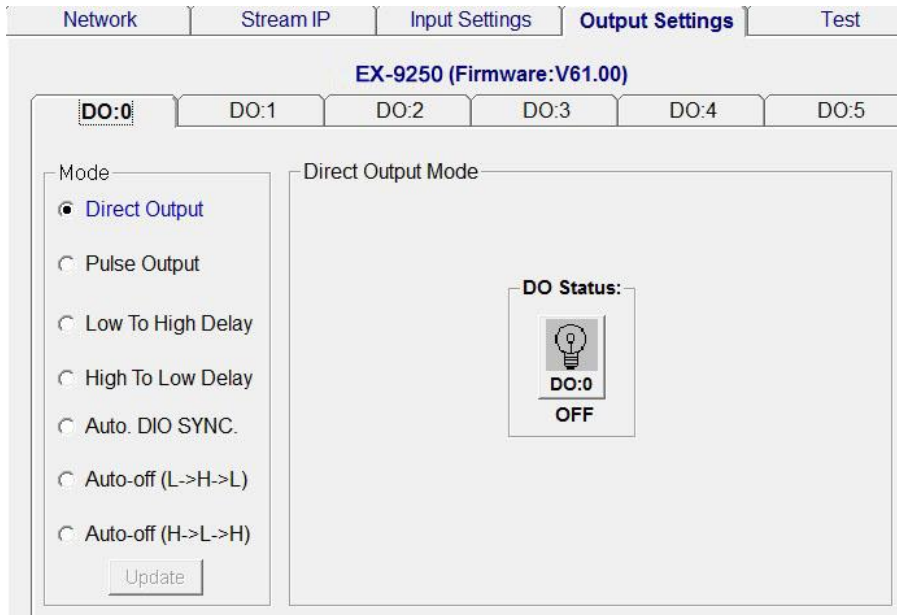 Network Stream IP Input Settings Output Settings Test
EX-9250 (Firmware:V61.00)
DO:0 DO:1 DO:2 DO:3 DO:4 DO:5
Mode
Direct Output
Pulse Output
Low To High Delay
High To Low Delay
Auto. DIO SYNC.
Auto-off (L->H->L)
Auto-off (H->L->H)
Update
Direct Output Mode
DO Status:
DO:0
OFF